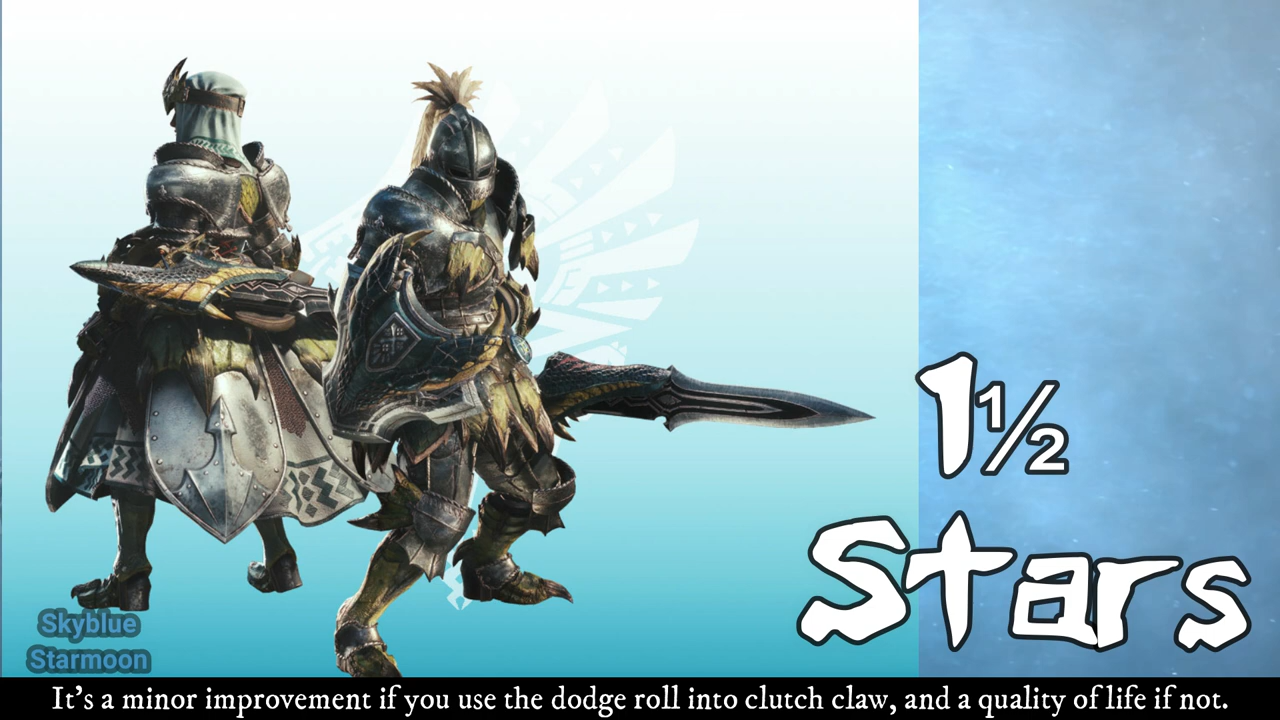 1½
Stars
Skyblue
Starmoon
It's a minor improvement if you use the dodge roll into clutch claw, and a quality of life if not.